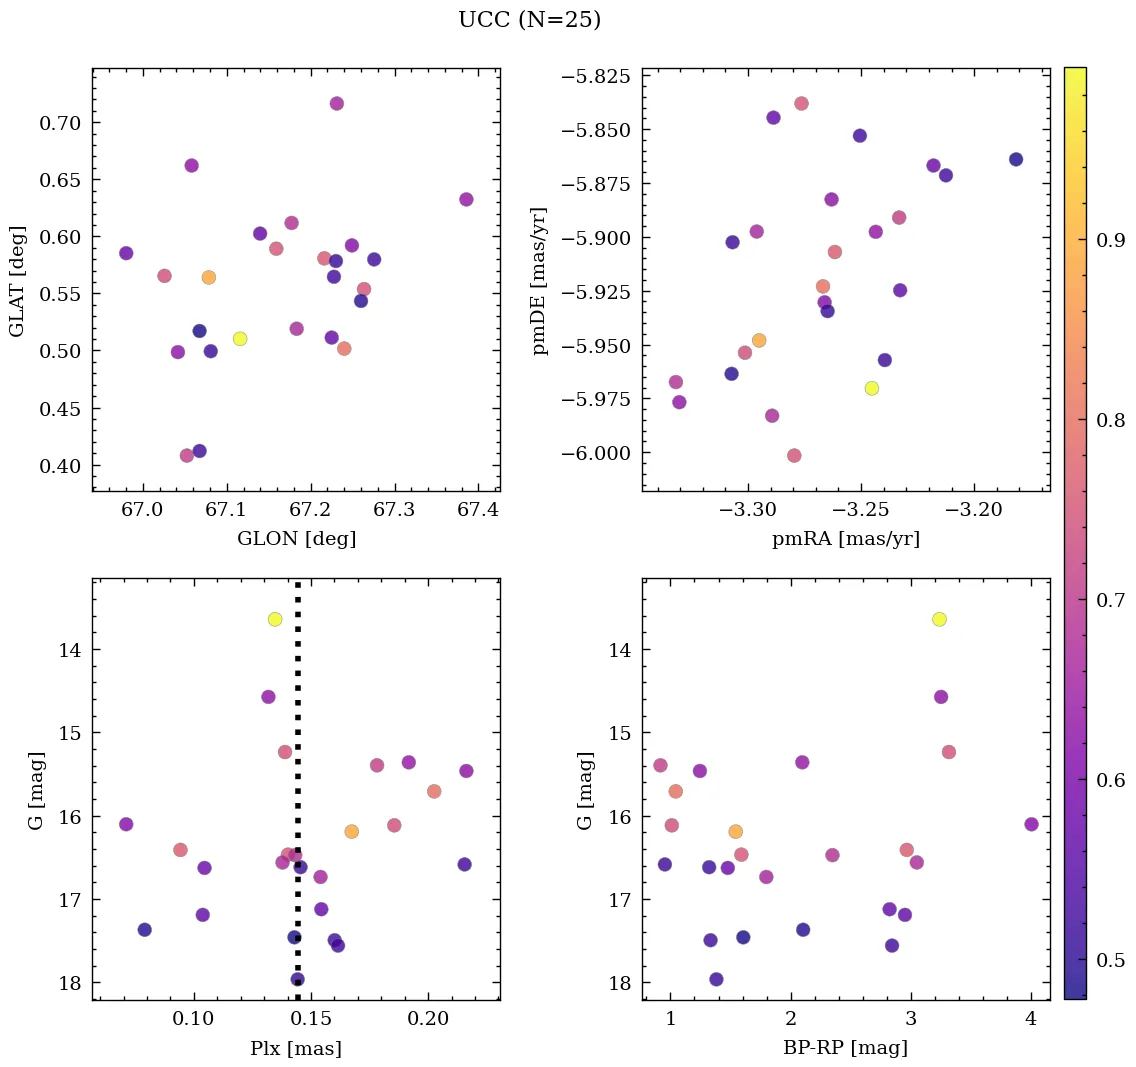 UCC (N=25)
0.70
0.65
0.60
0.55
0.50
0.45
0.40
GLAT [deg]
67.0 67.1 67.2 67.3 67.4
GLON [deg]
−5.825
−5.850
−5.875
−5.900
−5.925
−5.950
−5.975
−6.000
pmDE [mas/yr]
−3.30 −3.25 −3.20
pmRA [mas/yr]
14
15
16
17
18
G [mag]
0.10 0.15 0.20
Plx [mas]
14
15
16
17
18
G [mag]
1 2 3 4
BP-RP [mag]
0.9
0.8
0.7
0.6
0.5